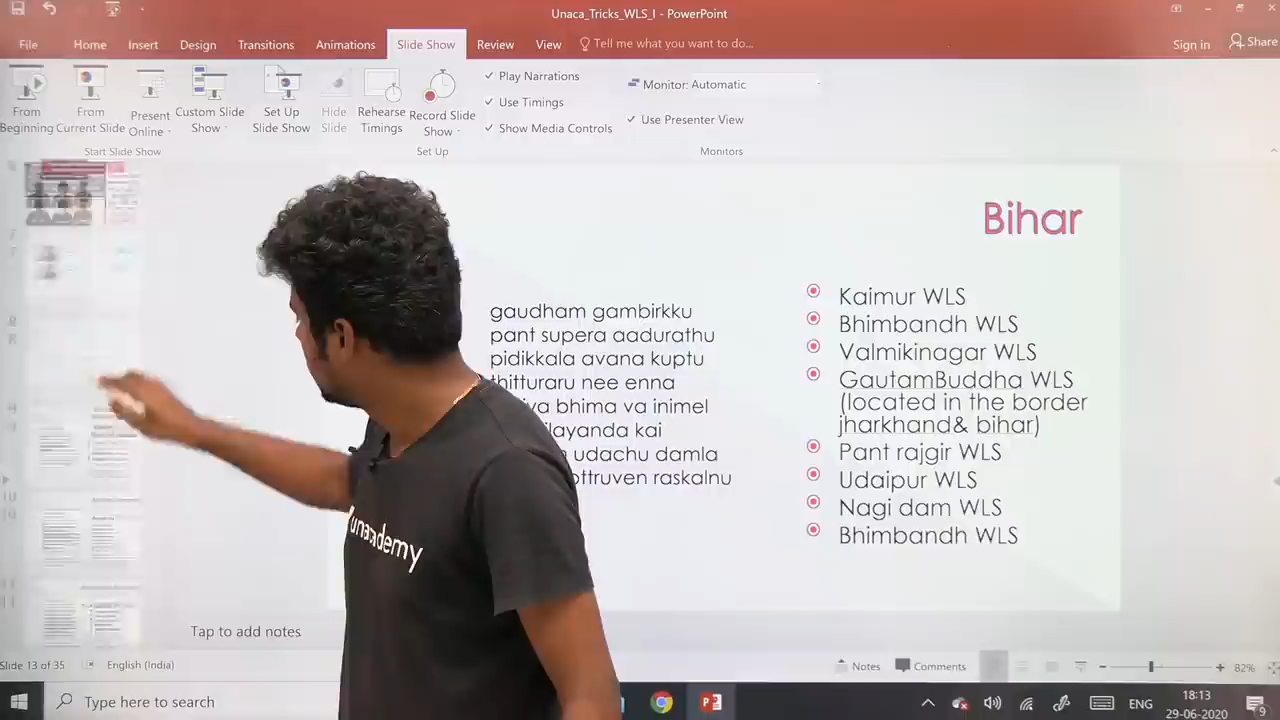 Unaca_Tricks_WLS_I - PowerPoint
File Home Insert Design Transitions Animations Slide Show Review View Tell me what you want to do... Sign in Share
From Beginning
From Current Slide
Present Online
Custom Slide Show
Set Up Slide Show
Hide Slide
Rehearse Timings
Record Slide Show
Play Narrations
Use Timings
Show Media Controls
Monitor: Automatic
Use Presenter View
Start Slide Show
Set Up
Monitors
Bihar
gaudham gambirkku
pant supera aadurathu
pidikkala avana kuptu
thitturaru nee enna
bhima va inimel
kai
udachu damla
raskalnu
Kaimur WLS
Bhimbandh WLS
Valmikinagar WLS
GautamBuddha WLS
(located in the border
jharkhand& bihar)
Pant rajgir WLS
Udaipur WLS
Nagi dam WLS
Bhimbandh WLS
unacademy
Tap to add notes
Slide 13 of 35 English (India) Notes Comments 82%
Type here to search
ENG
18:13
29-06-2020
9